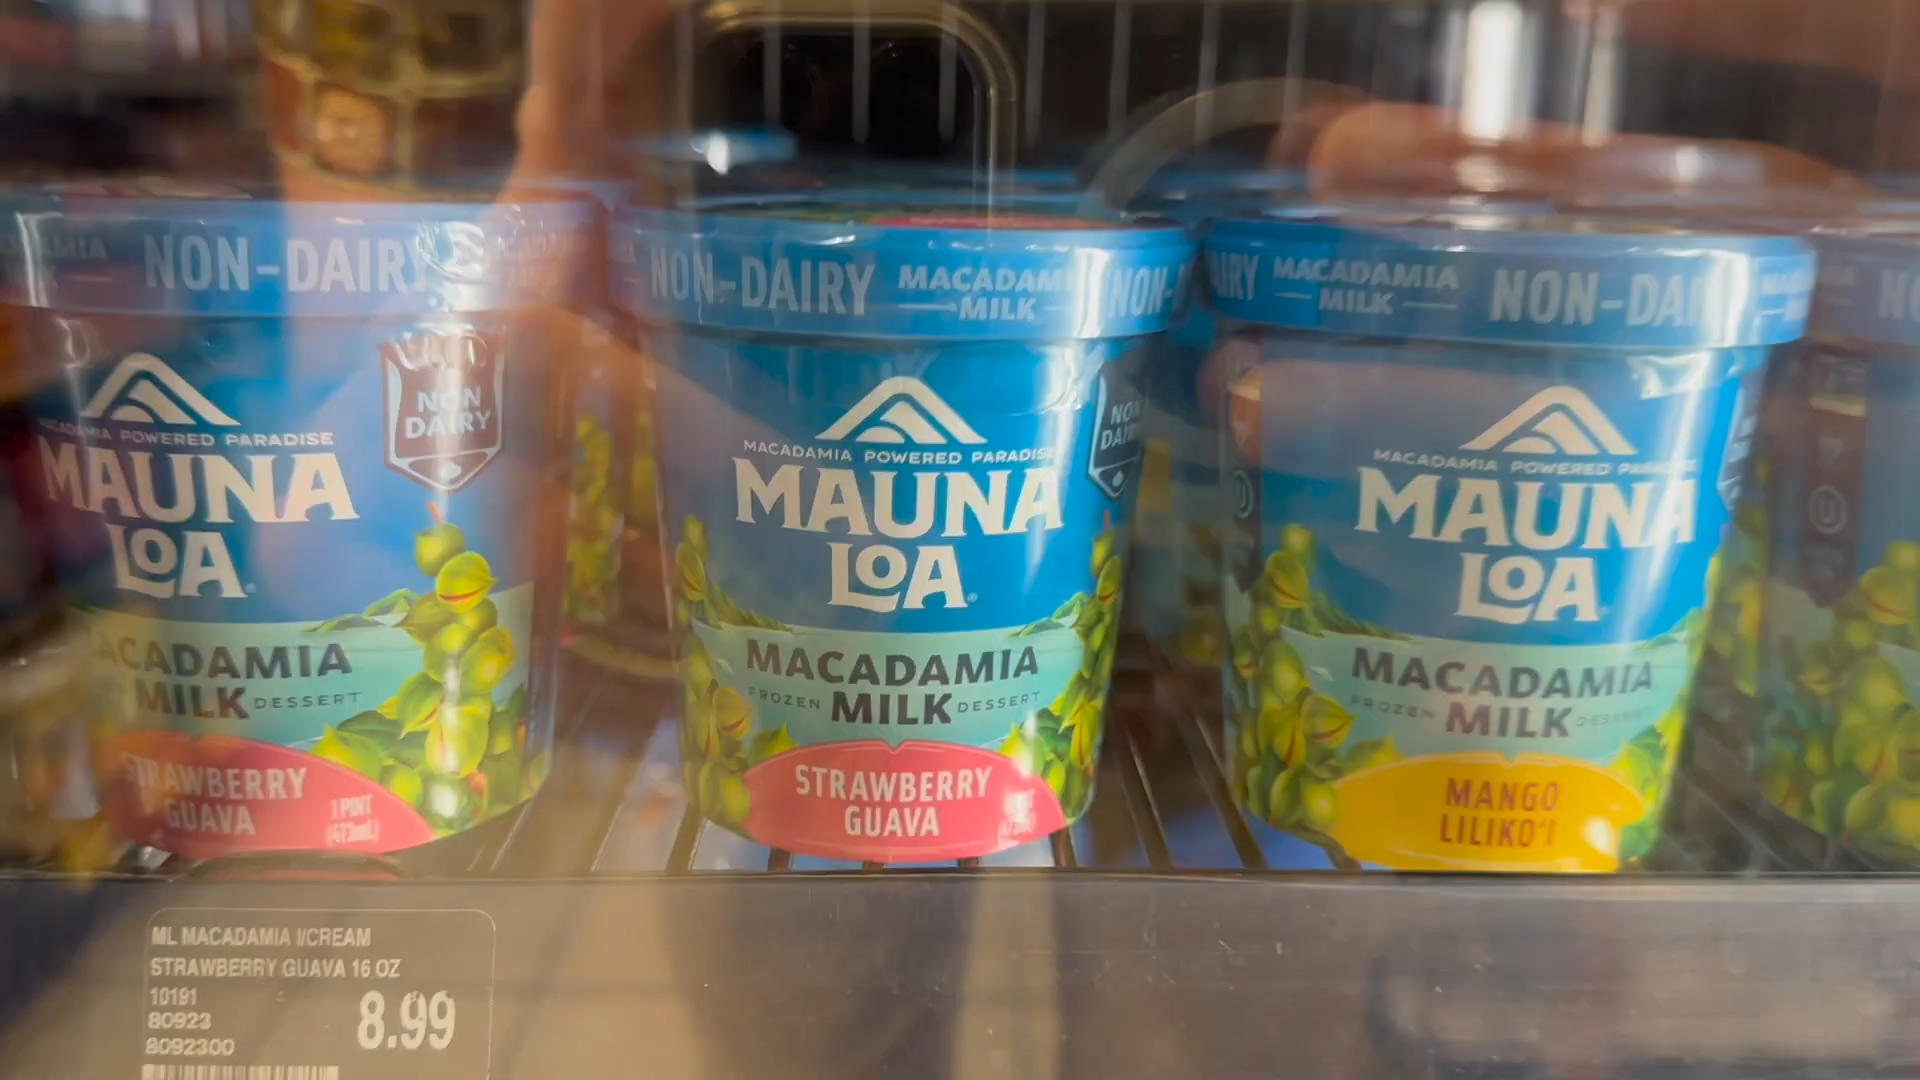 NON-DAIRY
MACADAMIA POWERED PARADISE
MAUNA
LOA
NON
DAIRY
MACADAMIA
MILK DESSERT
STRAWBERRY
GUAVA
1 PINT
(473mL)
NON-DAIRY MACADAMIA
MILK
MACADAMIA POWERED PARADISE
MAUNA
LOA
NON
MACADAMIA
FROZEN MILK DESSERT
STRAWBERRY
GUAVA
MACADAMIA
MILK
NON-DAIRY
MACADAMIA POWERED PARADISE
MAUNA
LOA
MACADAMIA
FROZEN MILK DESSERT
MANGO
LILIKOʻI
ML MACADAMIA I/CREAM
STRAWBERRY GUAVA 16 OZ
10191
80923
8092300
8.99